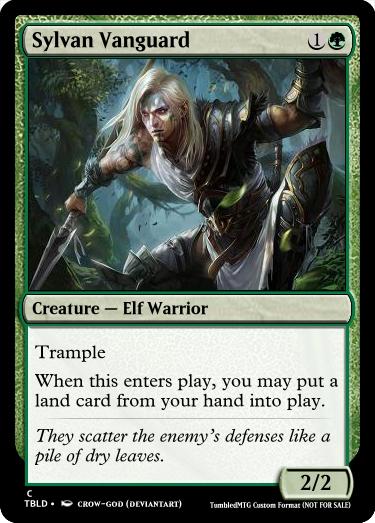 Sylvan Vanguard 1
Creature — Elf Warrior
Trample
When this enters play, you may put a
land card from your hand into play.
They scatter the enemy's defenses like a
pile of dry leaves.
2/2
C
TBLD • CROW-GOD (DEVIANTART)
TumbledMTG Custom Format (NOT FOR SALE)